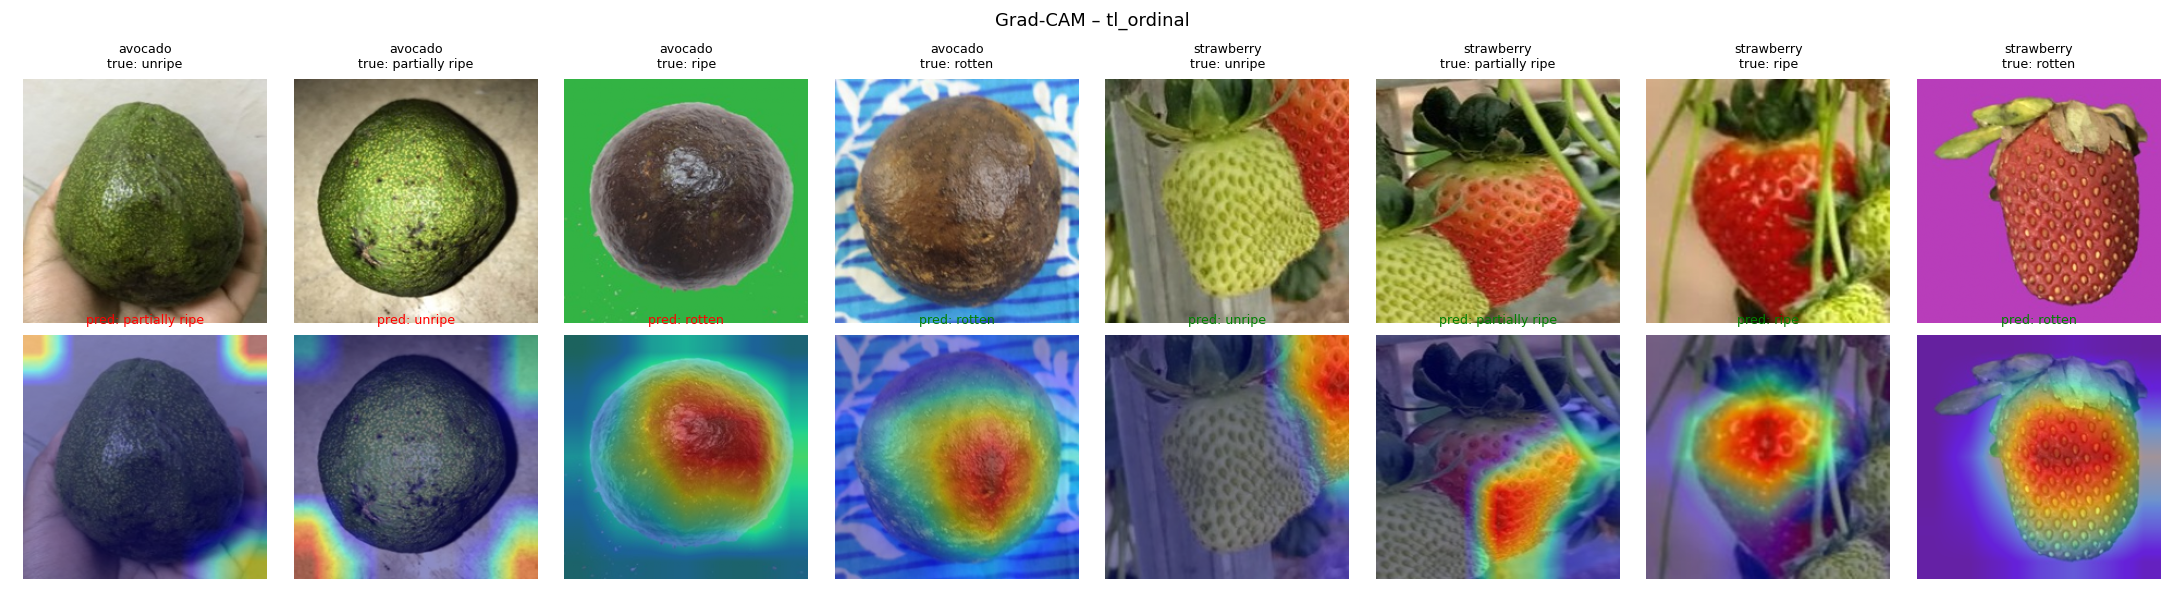 Grad-CAM – tl_ordinal
avocado
true: unripe
avocado
true: partially ripe
avocado
true: ripe
avocado
true: rotten
strawberry
true: unripe
strawberry
true: partially ripe
strawberry
true: ripe
strawberry
true: rotten
pred: partially ripe
pred: unripe
pred: rotten
pred: rotten
pred: unripe
pred: partially ripe
pred: ripe
pred: rotten